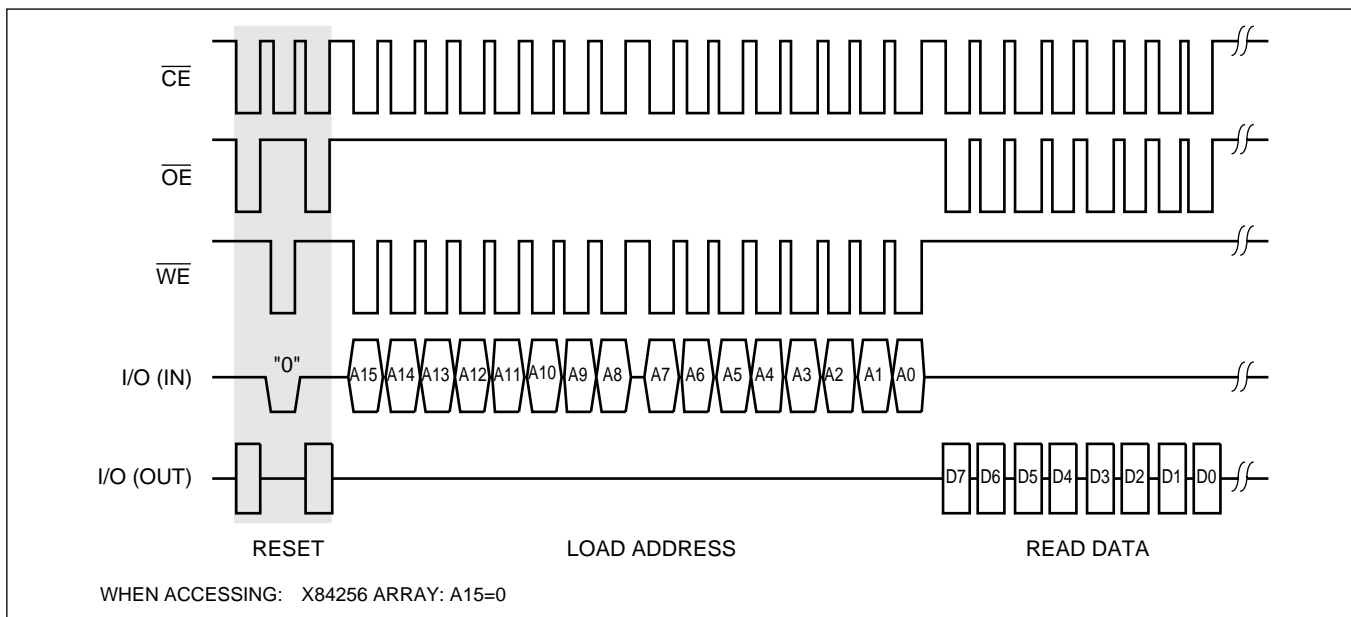 CE
OE
WE
I/O (IN) "0" A15 A14 A13 A12 A11 A10 A9 A8 A7 A6 A5 A4 A3 A2 A1 A0
I/O (OUT) D7 D6 D5 D4 D3 D2 D1 D0
RESET LOAD ADDRESS READ DATA
WHEN ACCESSING: X84256 ARRAY: A15=0